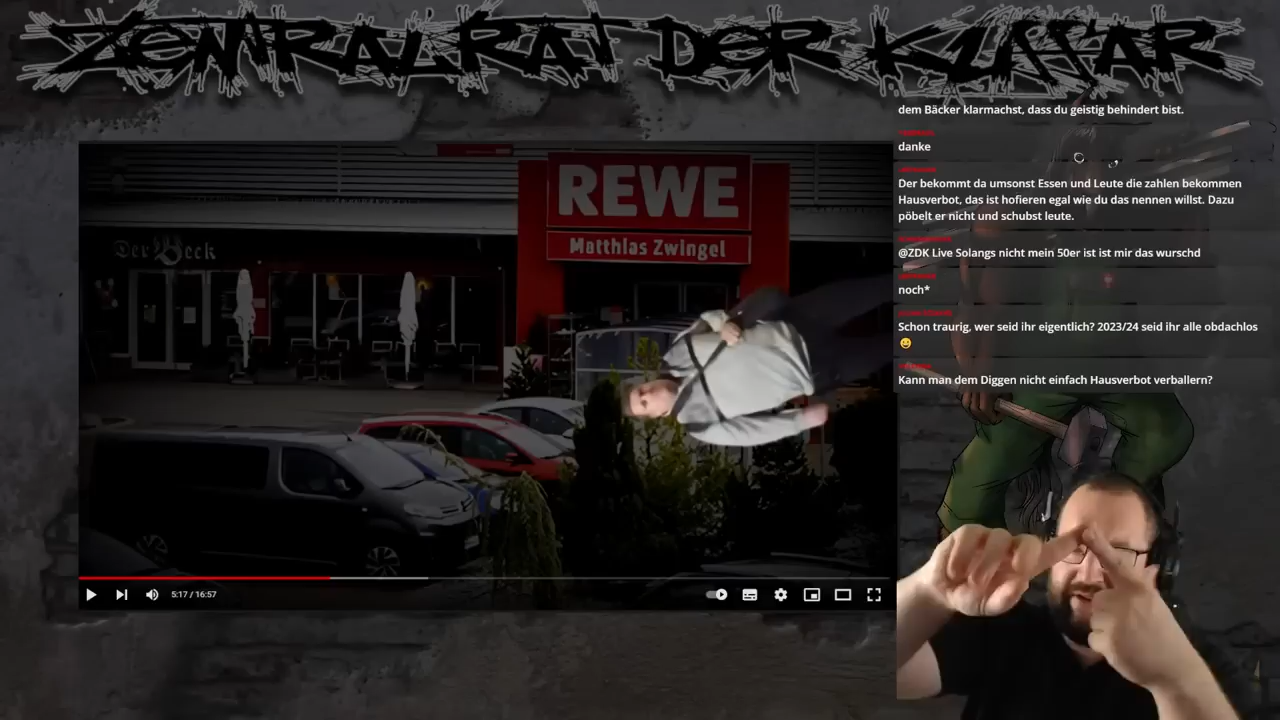 ZENTRALRAT DER KUFFAR
dem Bäcker klarmachst, dass du geistig behindert bist.
danke
Der bekommt da umsonst Essen und Leute die zahlen bekommen
Hausverbot, das ist hofieren egal wie du das nennen willst. Dazu
pöbelt er nicht und schubst leute.
@ZDK Live Solangs nicht mein 50er ist ist mir das wurschd
noch*
Schon traurig, wer seid ihr eigentlich? 2023/24 seid ihr alle obdachlos
😀
Kann man dem Diggen nicht einfach Hausverbot verballern?
REWE
Matthias Zwingel
Der Beck
5:17 / 16:57